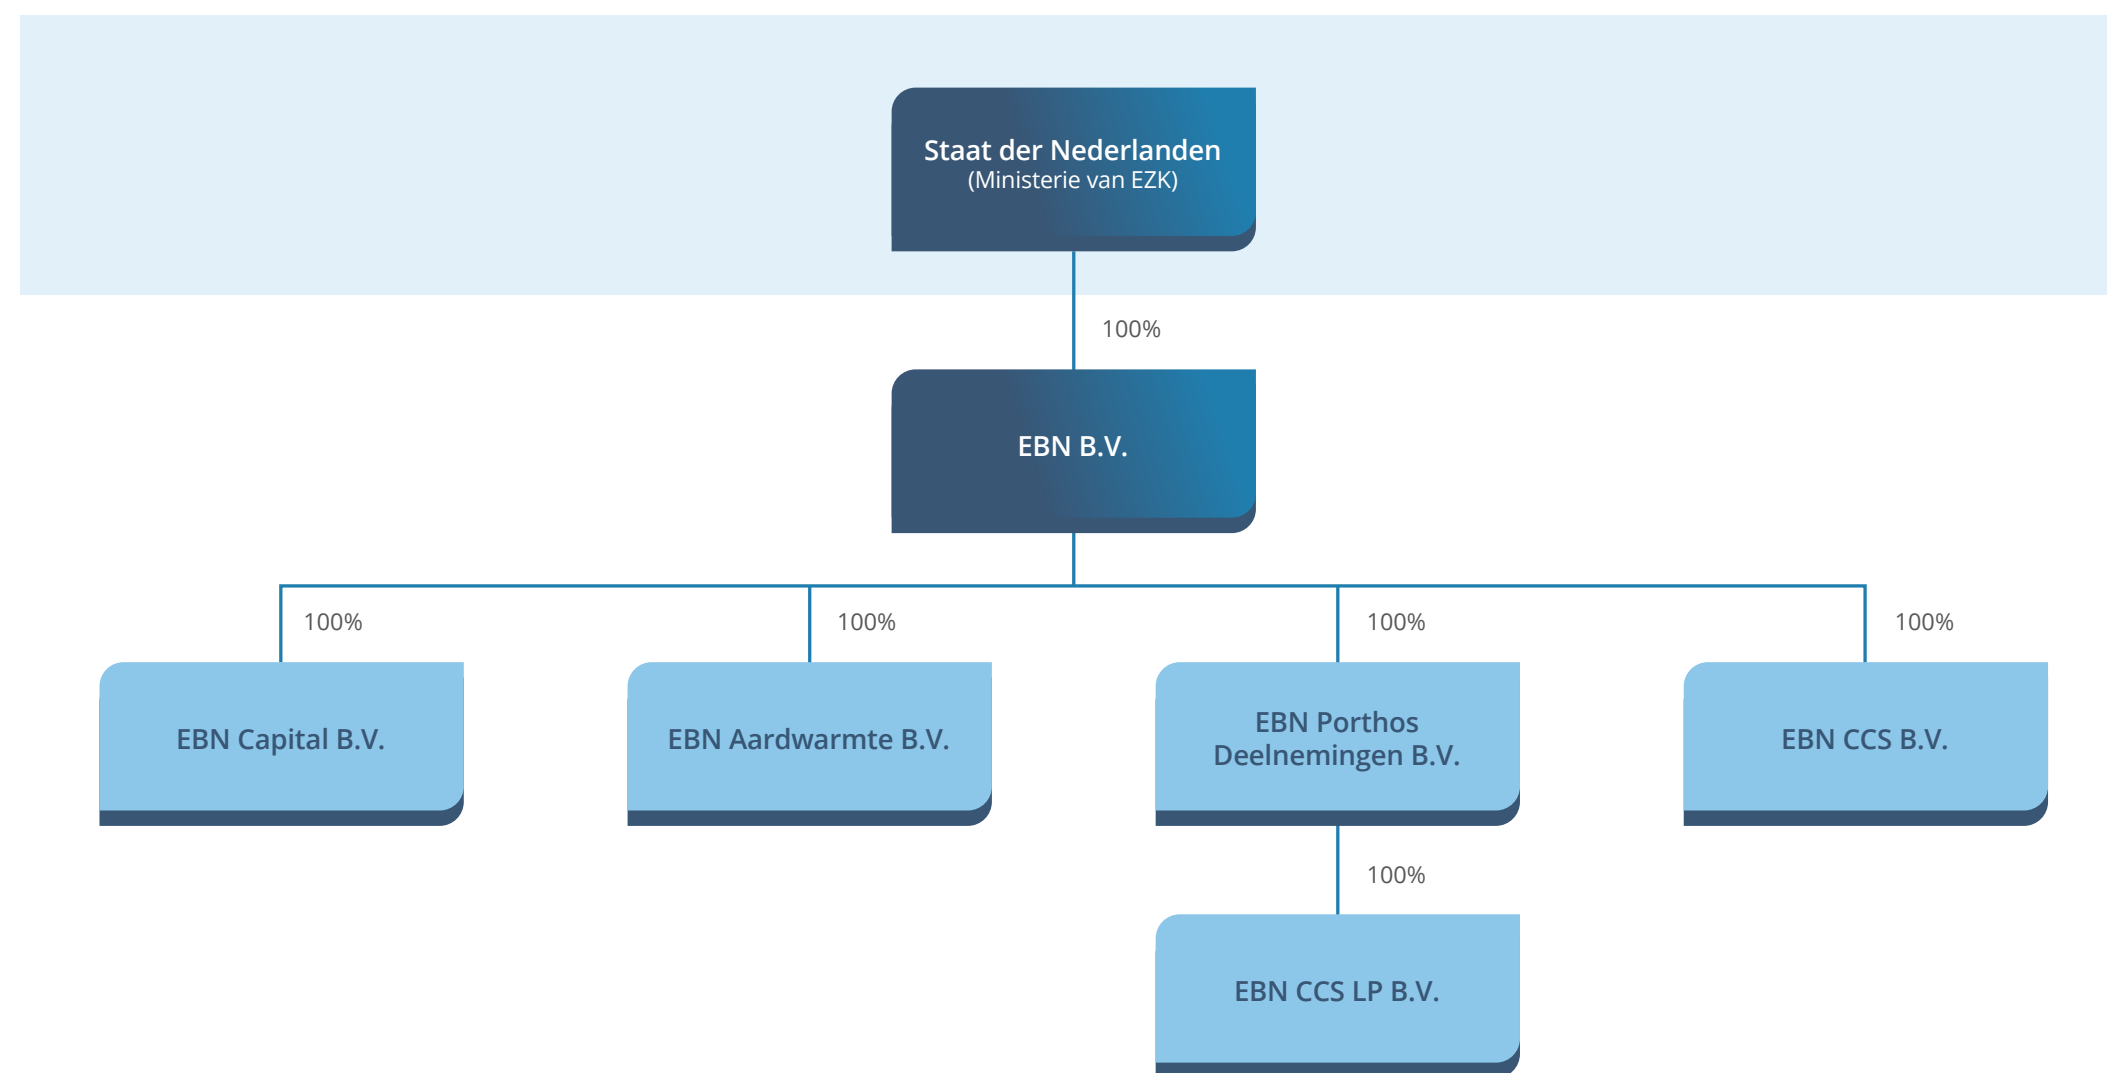 Staat der Nederlanden
(Ministerie van EZK)
100%
EBN B.V.
100%
100%
100%
100%
EBN Capital B.V.
EBN Aardwarmte B.V.
EBN Porthos
Deelnemingen B.V.
EBN CCS B.V.
100%
EBN CCS LP B.V.